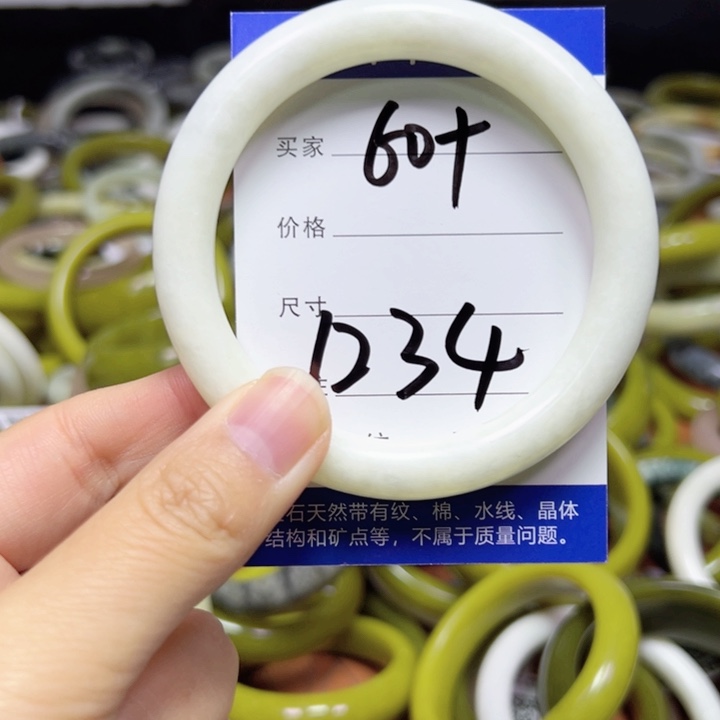 买家 60+
价格
尺寸
D34
石天然带有纹、棉、水线、晶体
结构和矿点等，不属于质量问题。